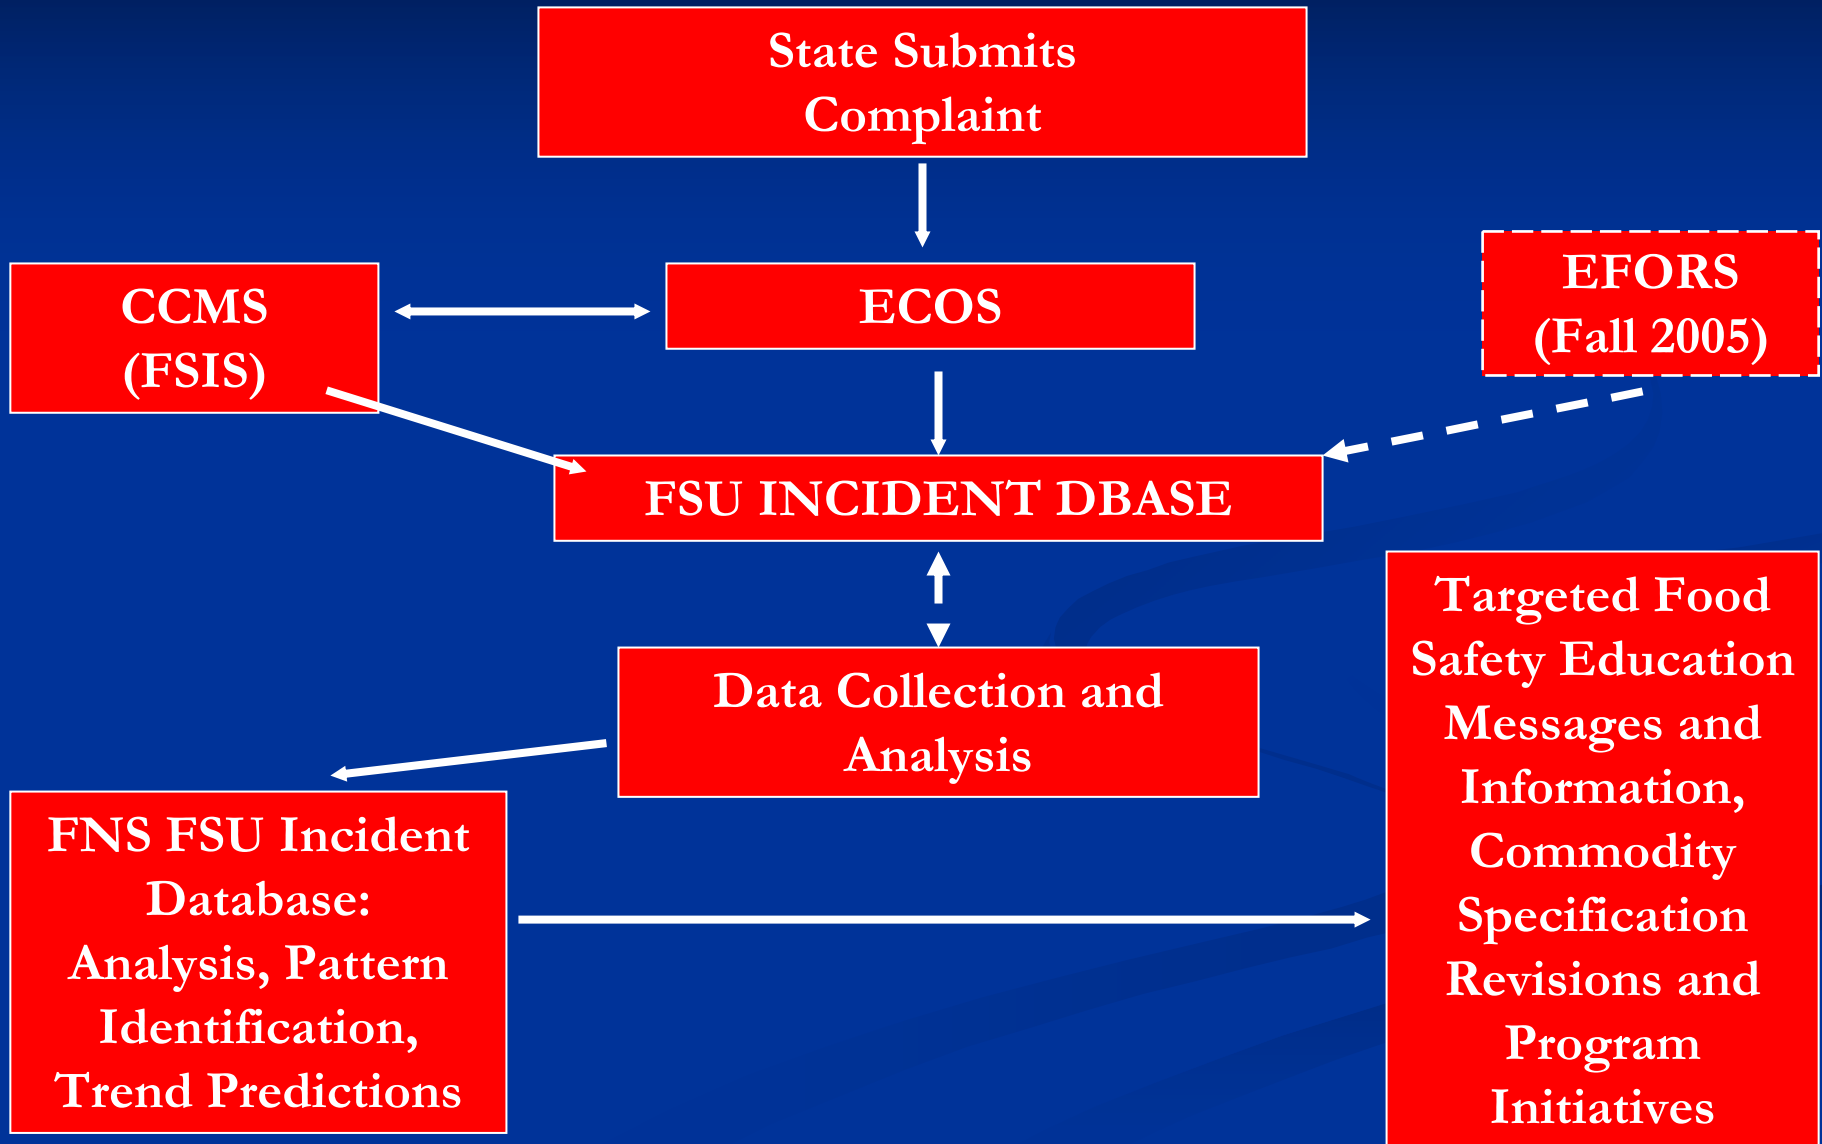 State Submits
Complaint
CCMS
(FSIS)
ECOS
EFORS
(Fall 2005)
FSU INCIDENT DBASE
Data Collection and
Analysis
FNS FSU Incident
Database:
Analysis, Pattern
Identification,
Trend Predictions
Targeted Food
Safety Education
Messages and
Information,
Commodity
Specification
Revisions and
Program
Initiatives